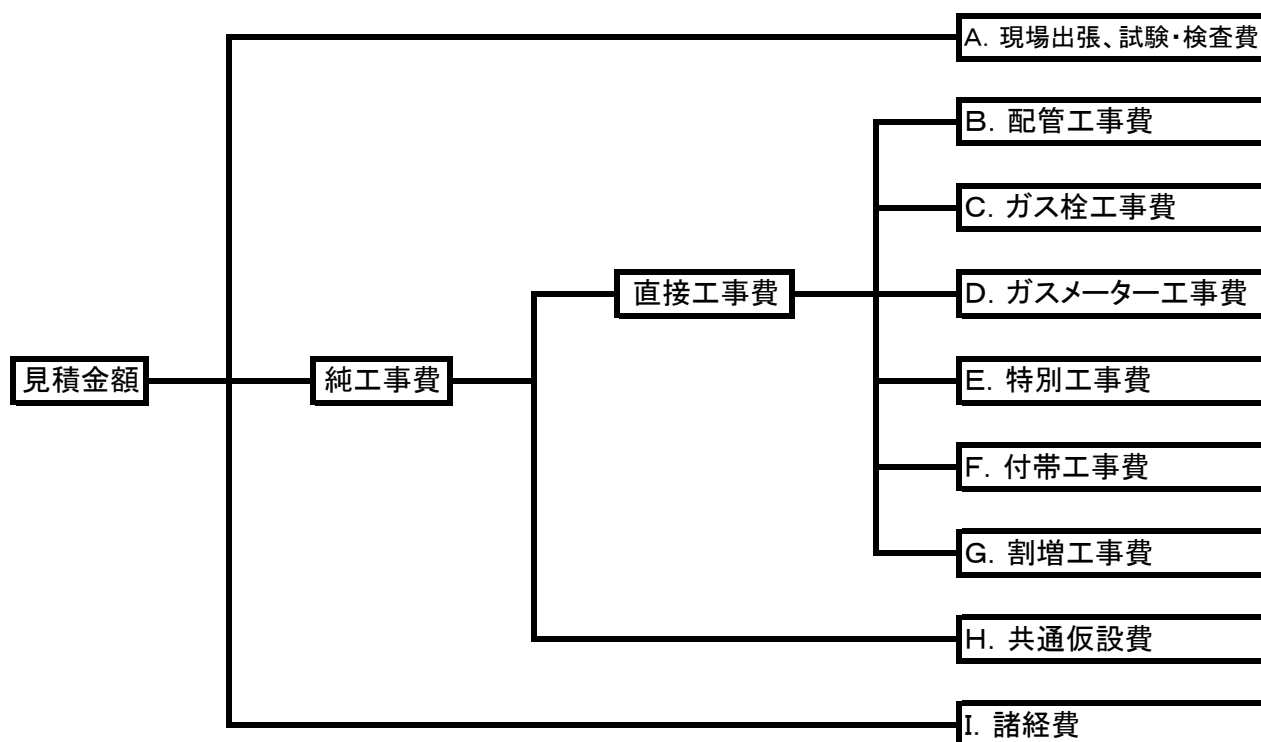 A. 現場出張、試験・検査費
B. 配管工事費
C. ガス栓工事費
直接工事費
D. ガスメーター工事費
見積金額
純工事費
E. 特別工事費
F. 付帯工事費
G. 割増工事費
H. 共通仮設費
I. 諸経費